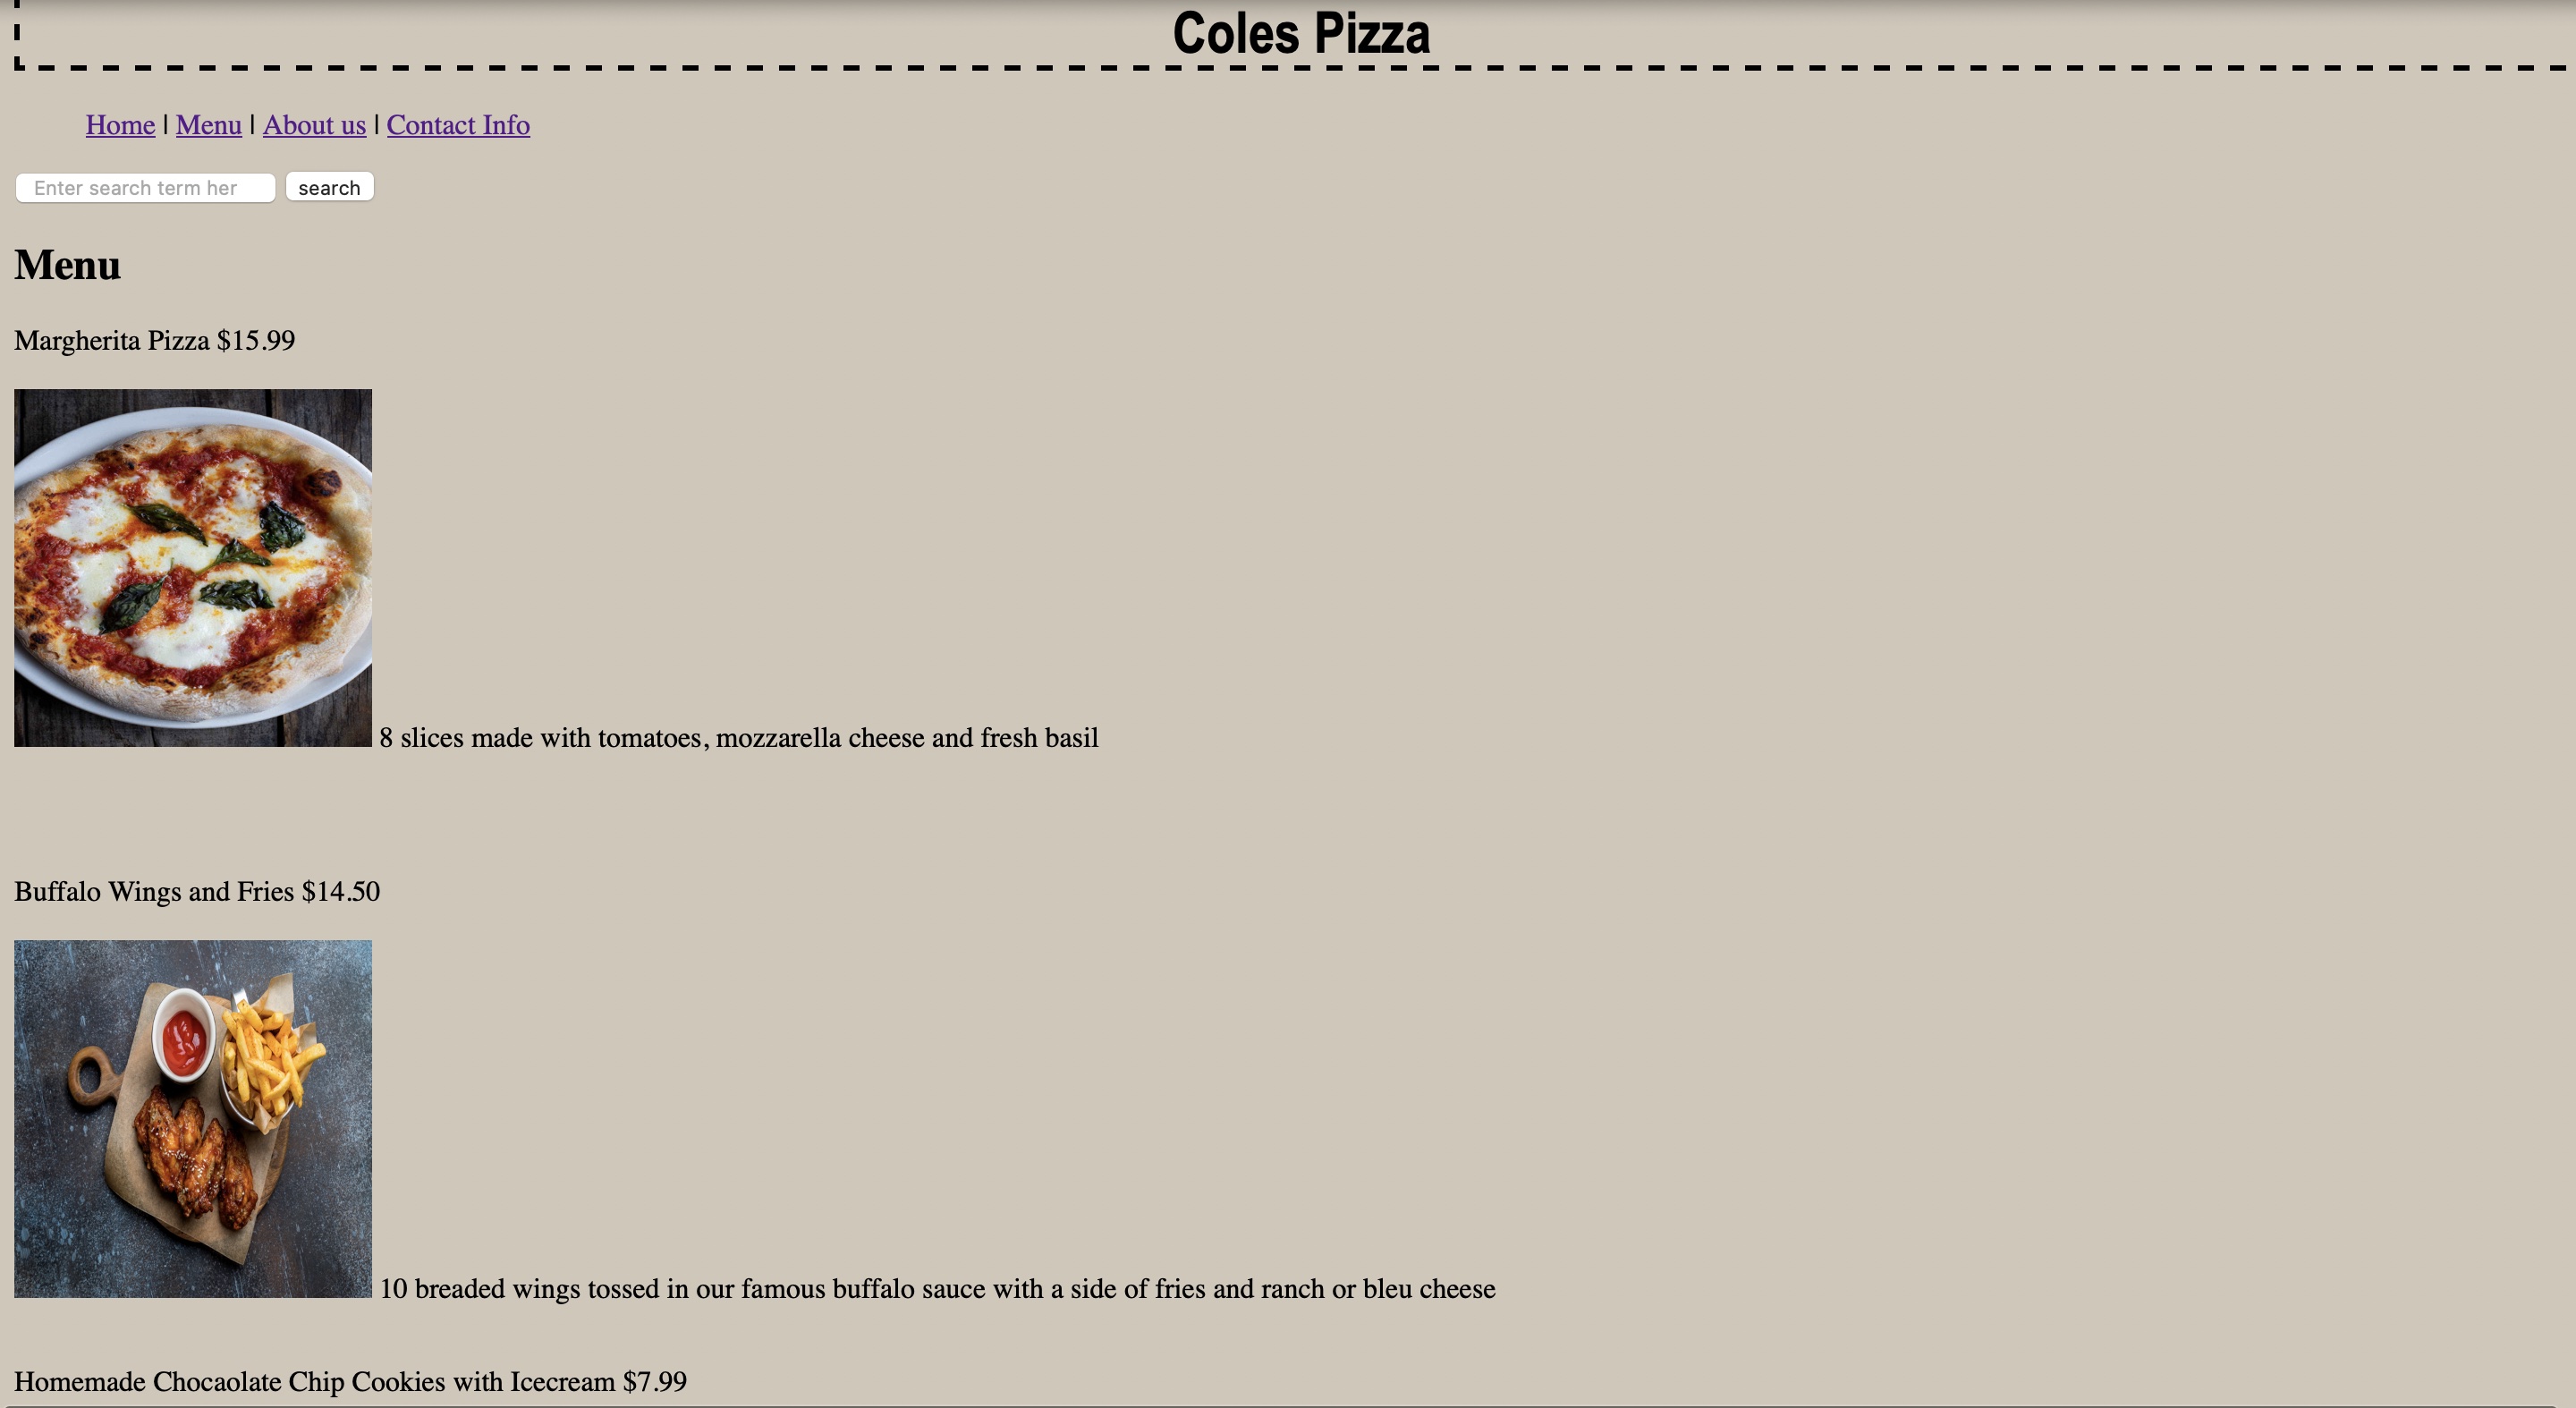 Coles Pizza
Home | Menu | About us | Contact Info
Enter search term her search
Menu
Margherita Pizza $15.99
8 slices made with tomatoes, mozzarella cheese and fresh basil
Buffalo Wings and Fries $14.50
10 breaded wings tossed in our famous buffalo sauce with a side of fries and ranch or bleu cheese
Homemade Chocaolate Chip Cookies with Icecream $7.99